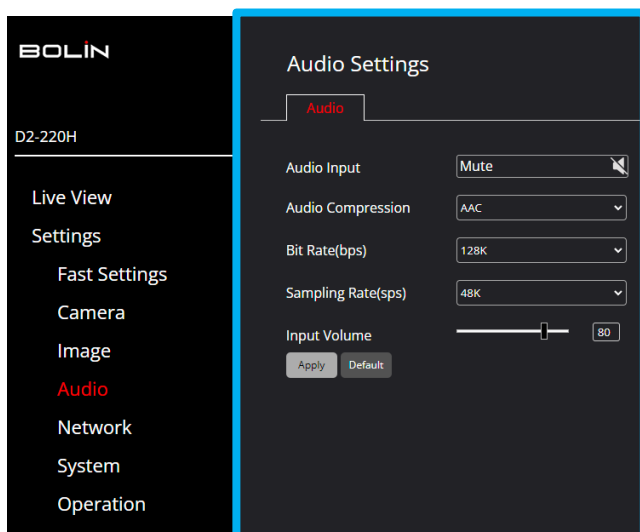 BOLIN
D2-220H
Live View
Settings
Fast Settings
Camera
Image
Audio
Network
System
Operation
Audio Settings
Audio
Audio Input Mute
Audio Compression AAC
Bit Rate(bps) 128K
Sampling Rate(sps) 48K
Input Volume 80
Apply Default